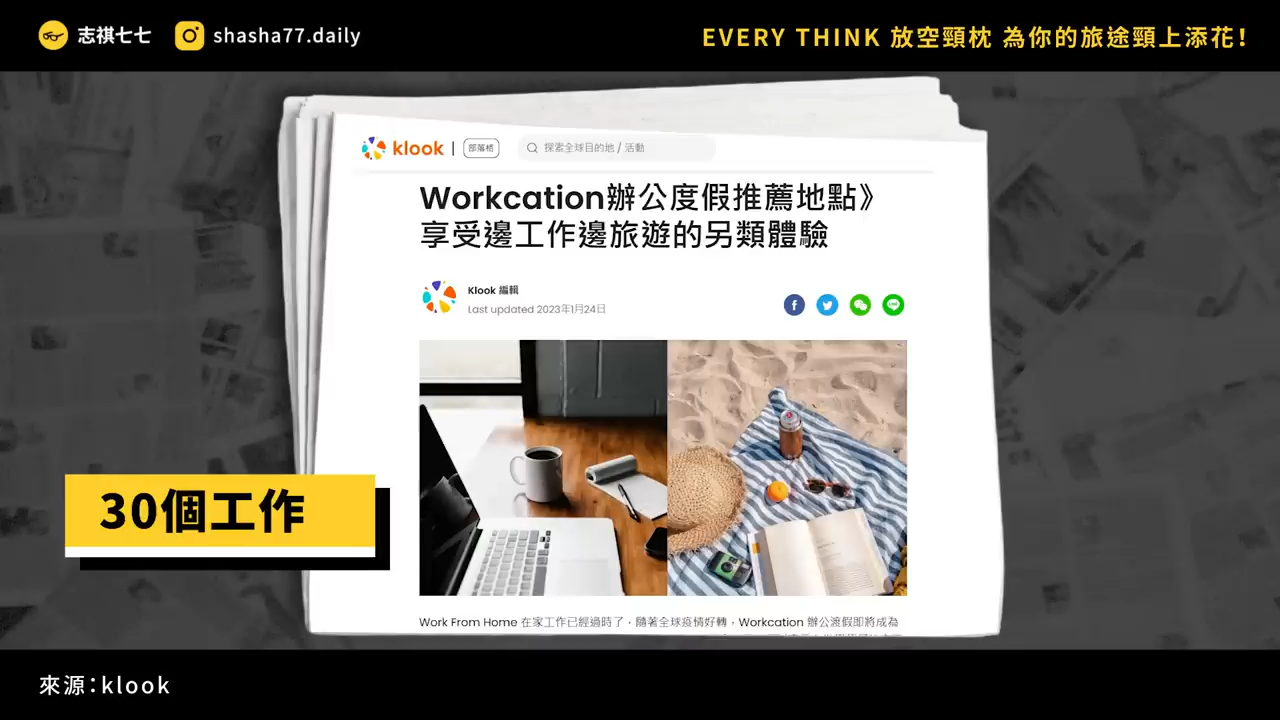 志祺七七
shasha77.daily
EVERY THINK 放空頸枕 為你的旅途頸上添花!
klook | 部落格
探索全球目的地 / 活動
Workcation辦公度假推薦地點》
享受邊工作邊旅遊的另類體驗
Klook 編輯
Last updated 2023年1月24日
30個工作
Work From Home 在家工作已經過時了，隨著全球疫情好轉，Workcation 辦公渡假即將成為
來源:klook